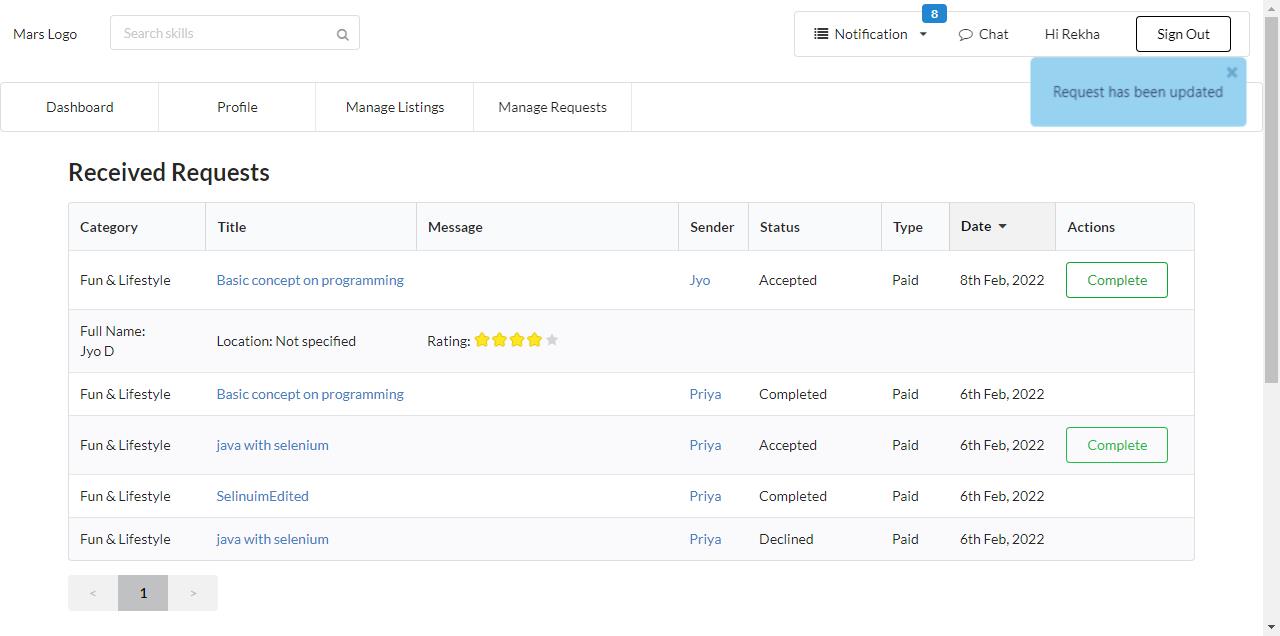 8
Mars Logo
Search skills
Notification
Chat
Hi Rekha
Sign Out
Request has been updated
Dashboard
Profile
Manage Listings
Manage Requests
Received Requests
Category Title Message Sender Status Type Date Actions
Fun & Lifestyle Basic concept on programming Jyo Accepted Paid 8th Feb, 2022 Complete
Full Name:
Jyo D
Location: Not specified
Rating:
Fun & Lifestyle Basic concept on programming Priya Completed Paid 6th Feb, 2022
Fun & Lifestyle java with selenium Priya Accepted Paid 6th Feb, 2022 Complete
Fun & Lifestyle SelinuimEdited Priya Completed Paid 6th Feb, 2022
Fun & Lifestyle java with selenium Priya Declined Paid 6th Feb, 2022
< 1 >